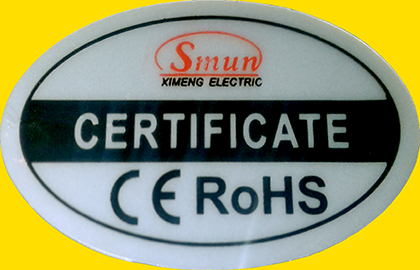 Smun
XIMENG ELECTRIC
CERTIFICATE
CE RoHS